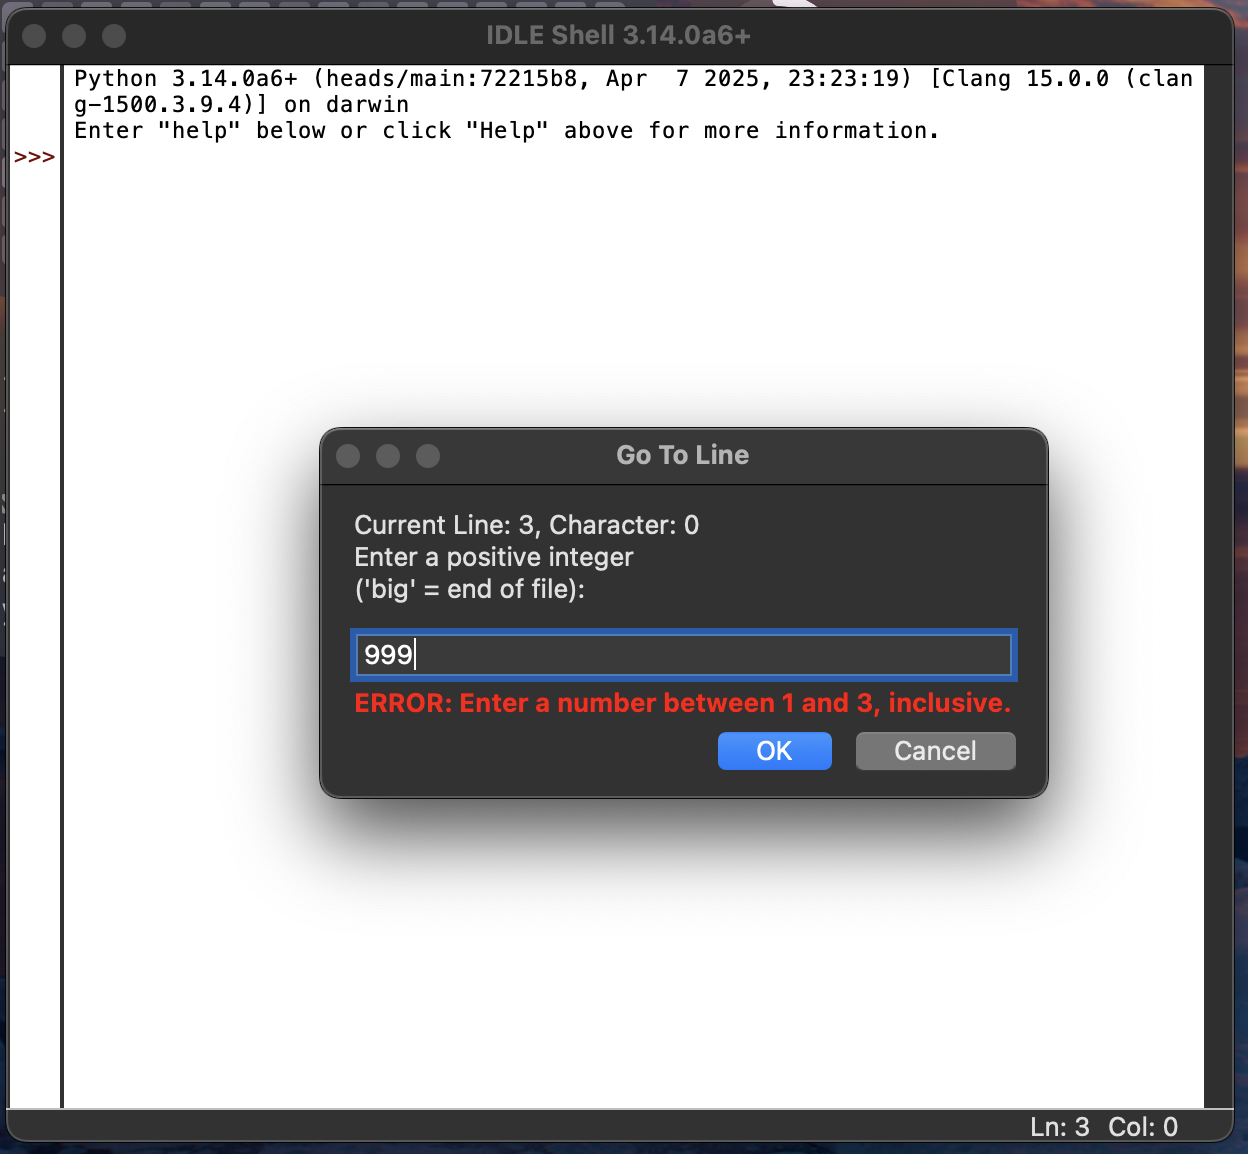 IDLE Shell 3.14.0a6+
Python 3.14.0a6+ (heads/main:72215b8, Apr  7 2025, 23:23:19) [Clang 15.0.0 (clan
g-1500.3.9.4)] on darwin
Enter "help" below or click "Help" above for more information.
>>>
Go To Line
Current Line: 3, Character: 0
Enter a positive integer
('big' = end of file):
999
ERROR: Enter a number between 1 and 3, inclusive.
OK Cancel
Ln: 3 Col: 0